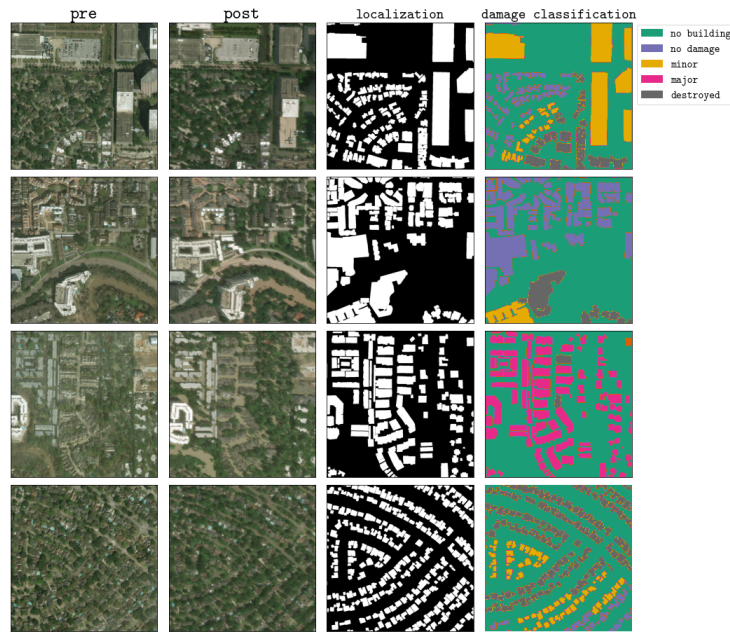 pre
post
localization
damage classification
no building
no damage
minor
major
destroyed